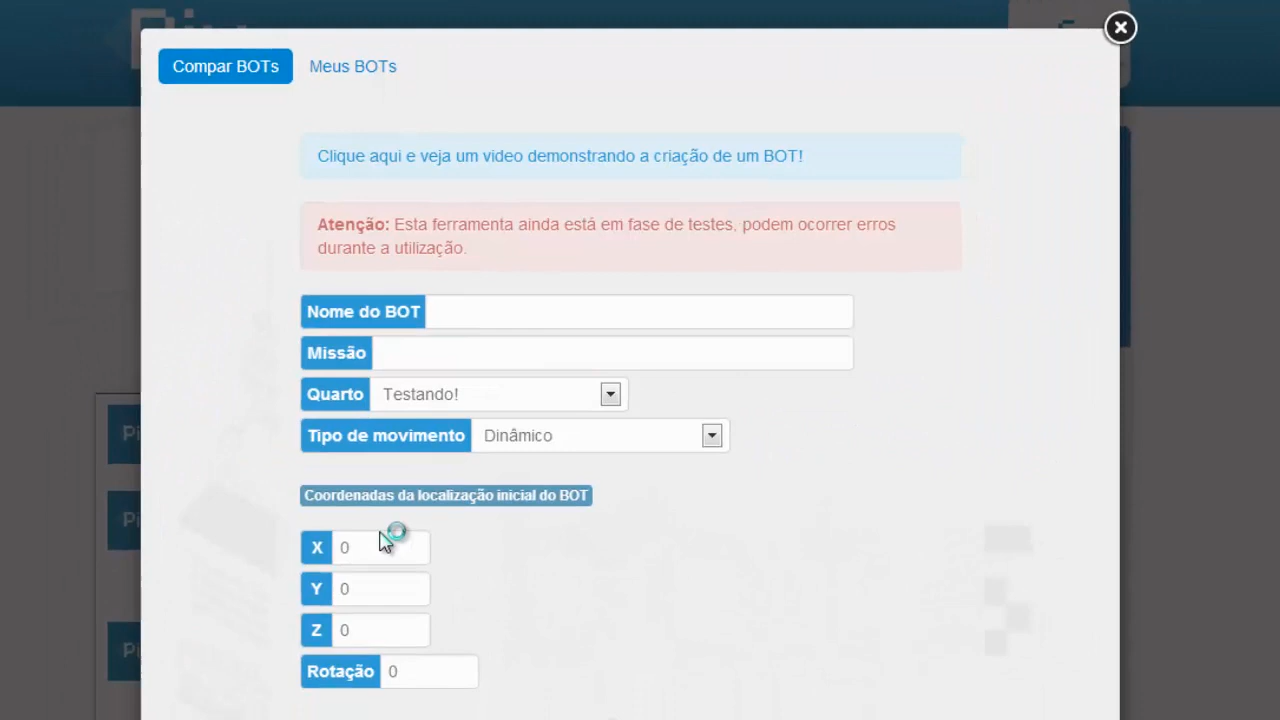 Compar BOTs Meus BOTs
Clique aqui e veja um video demonstrando a criação de um BOT!
Atenção: Esta ferramenta ainda está em fase de testes, podem ocorrer erros
durante a utilização.
Nome do BOT
Missão
Quarto Testando!
Tipo de movimento Dinâmico
Coordenadas da localização inicial do BOT
X 0
Y 0
Z 0
Rotação 0